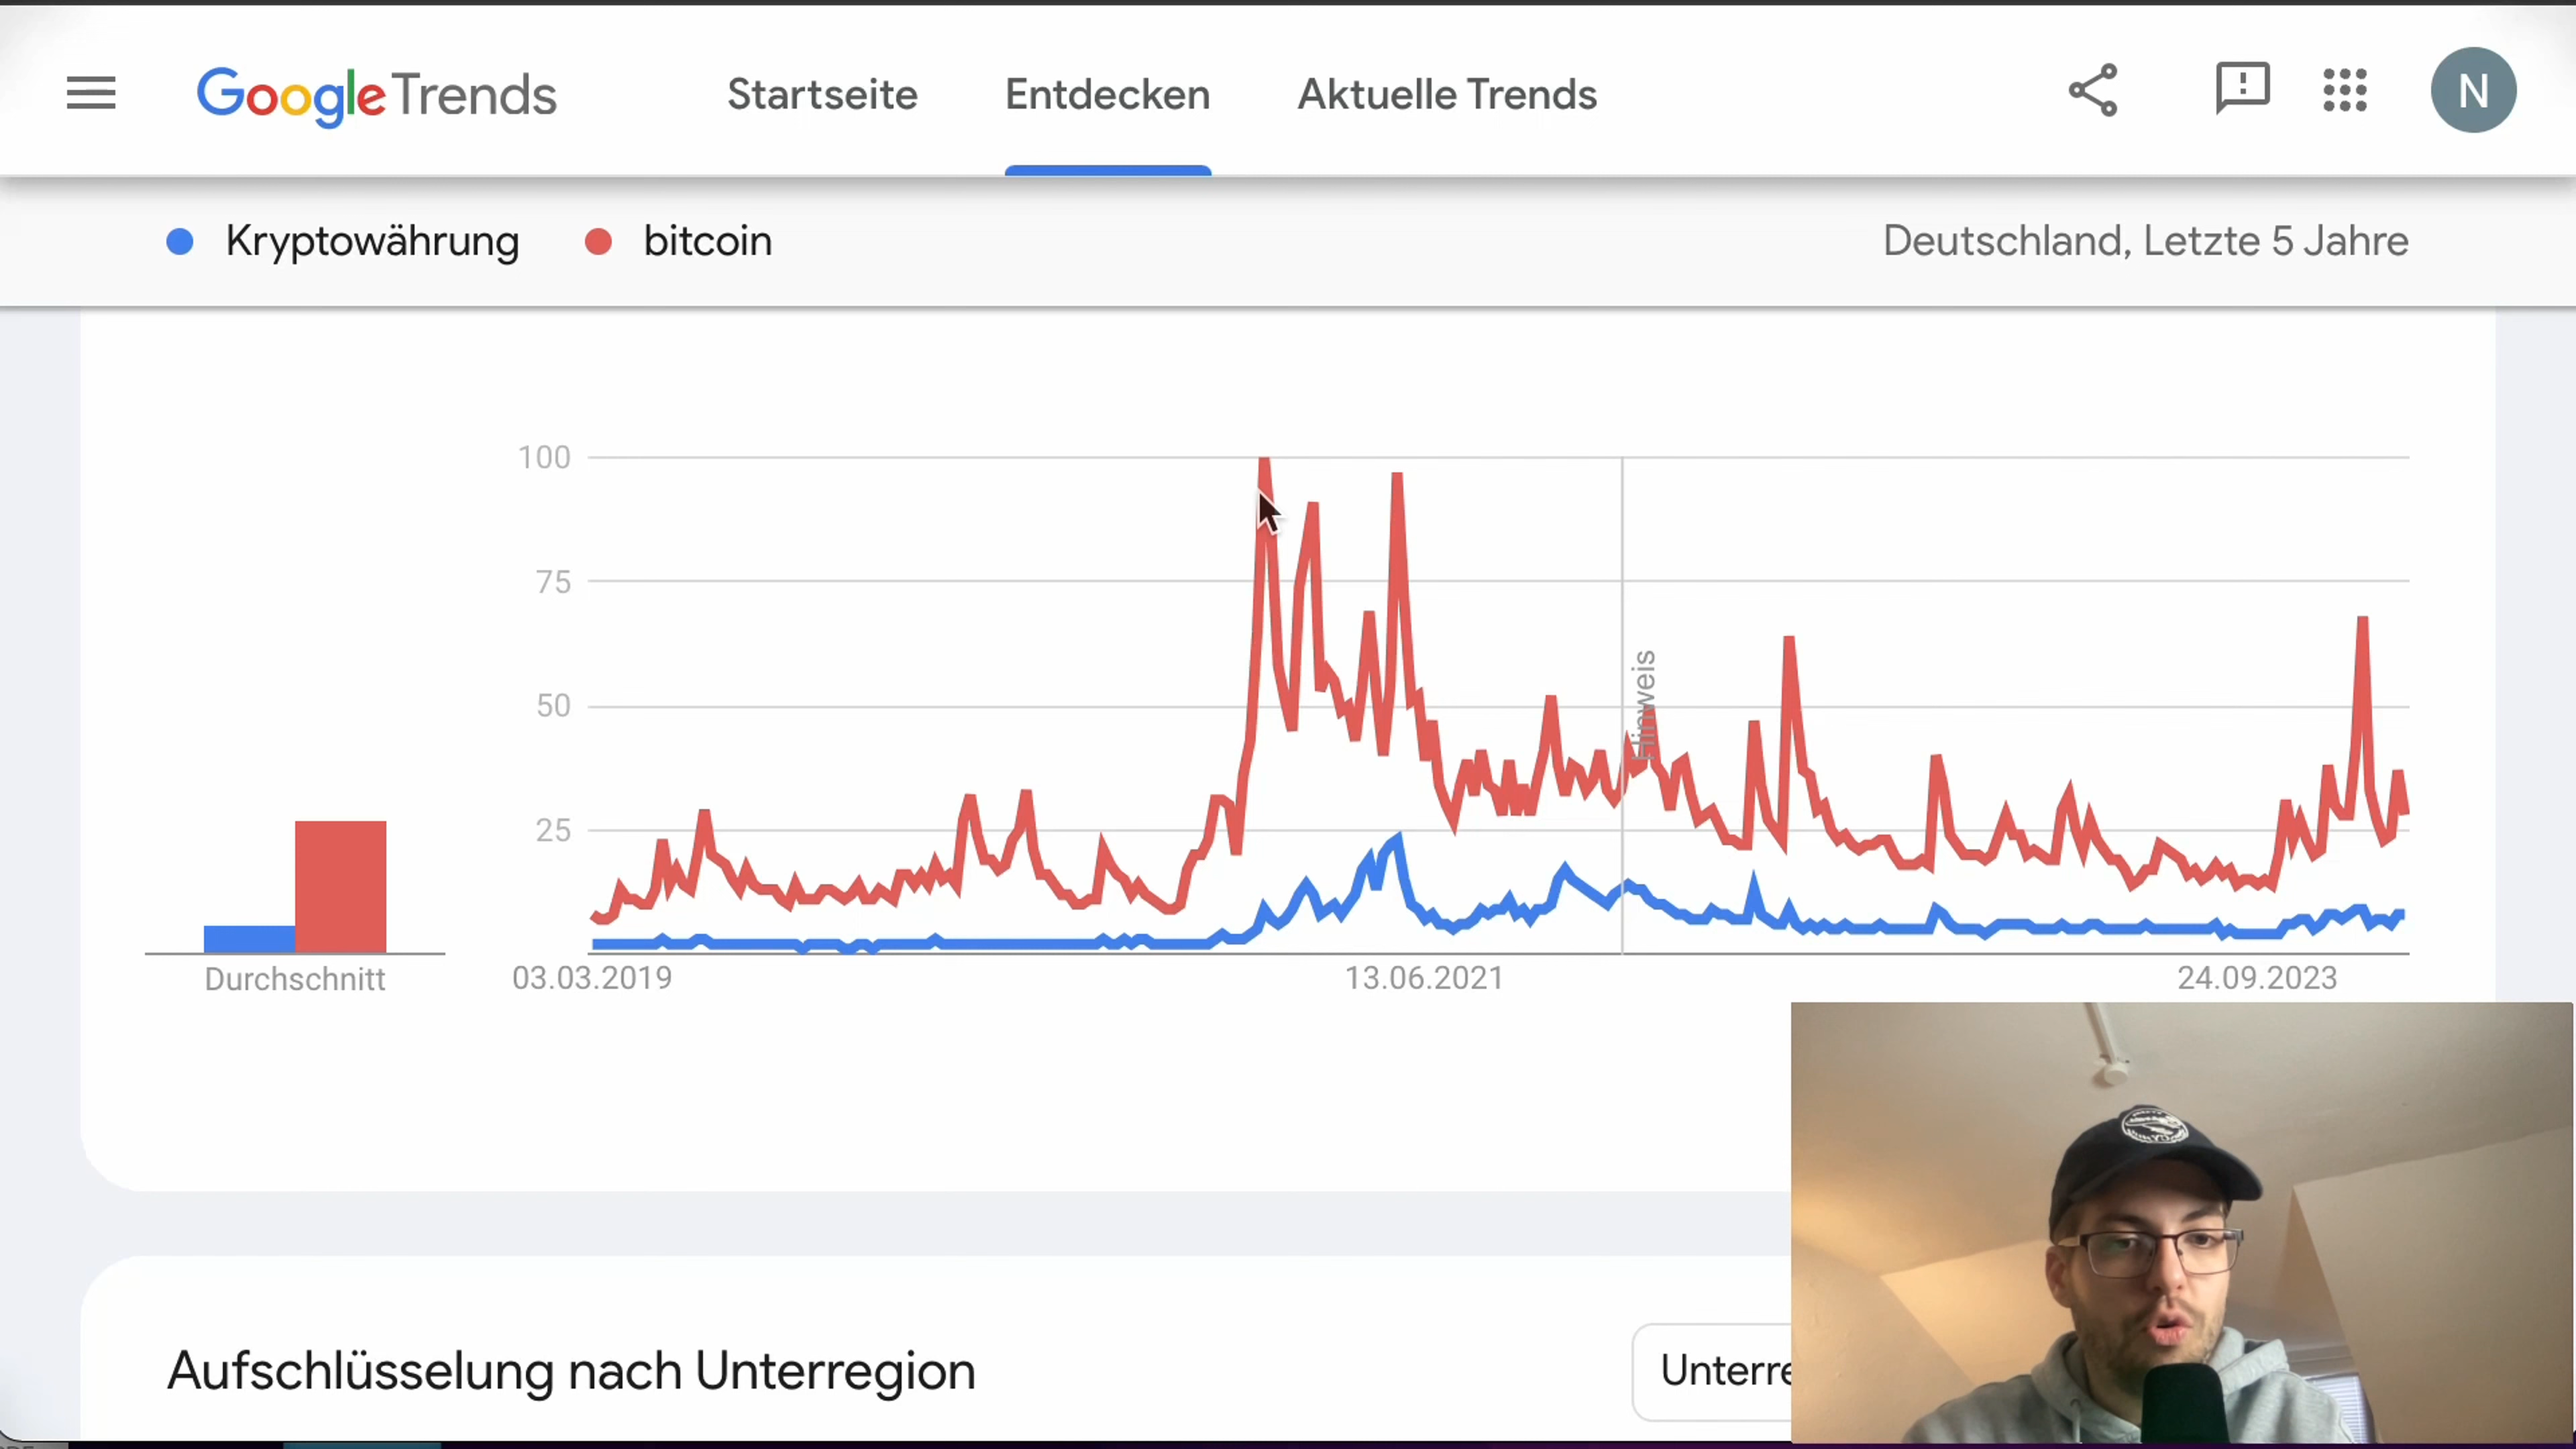 Google Trends
Startseite
Entdecken
Aktuelle Trends
N
Kryptowährung
bitcoin
Deutschland, Letzte 5 Jahre
100
75
50
25
Hinweis
Durchschnitt
03.03.2019
13.06.2021
24.09.2023
Aufschlüsselung nach Unterregion
Unterre